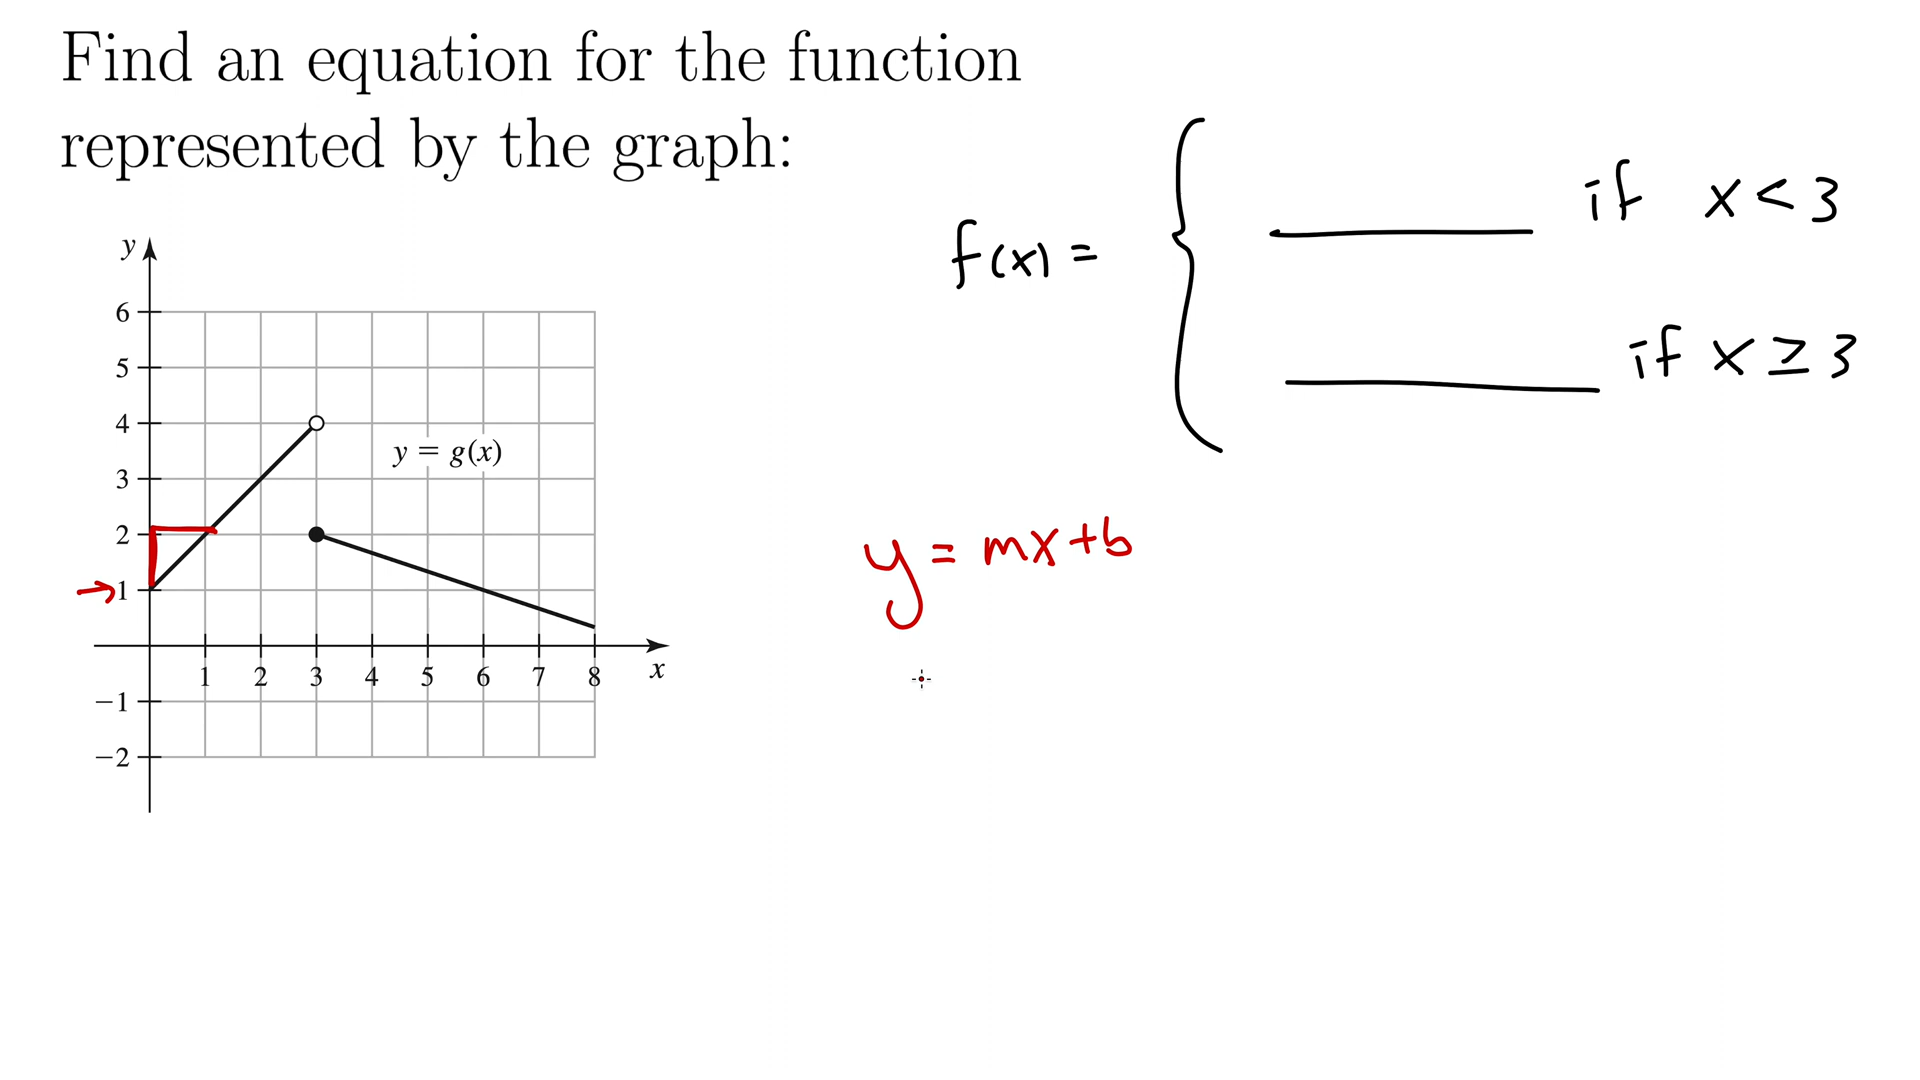 Find an equation for the function
represented by the graph:
f(x) = {
if x < 3
if x ≥ 3
y
6
5
4
y = g(x)
3
2
1
y = mx+b
1 2 3 4 5 6 7 8 x
−1
−2